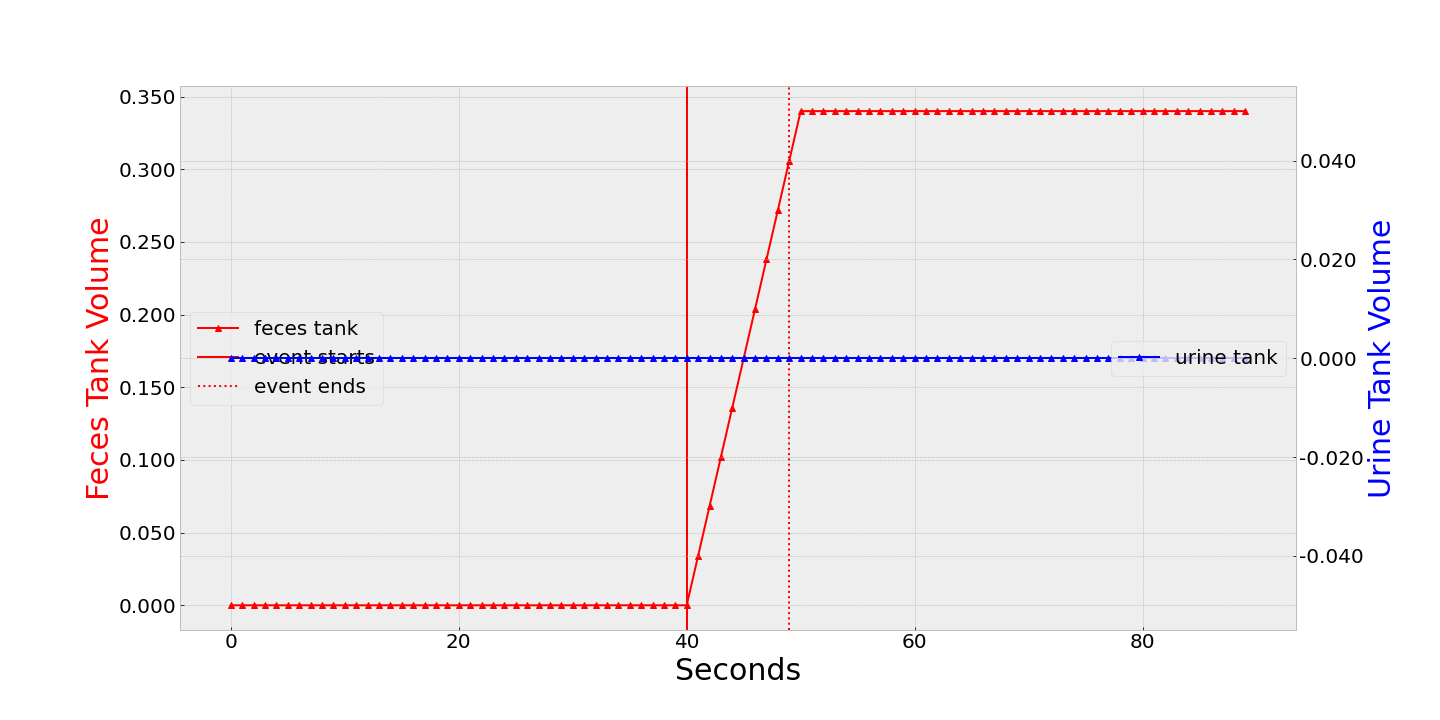 0.350
0.300
0.250
0.200
0.150
0.100
0.050
0.000
Feces Tank Volume
feces tank
event starts
event ends
urine tank
0.040
0.020
0.000
-0.020
-0.040
Urine Tank Volume
0 20 40 60 80
Seconds